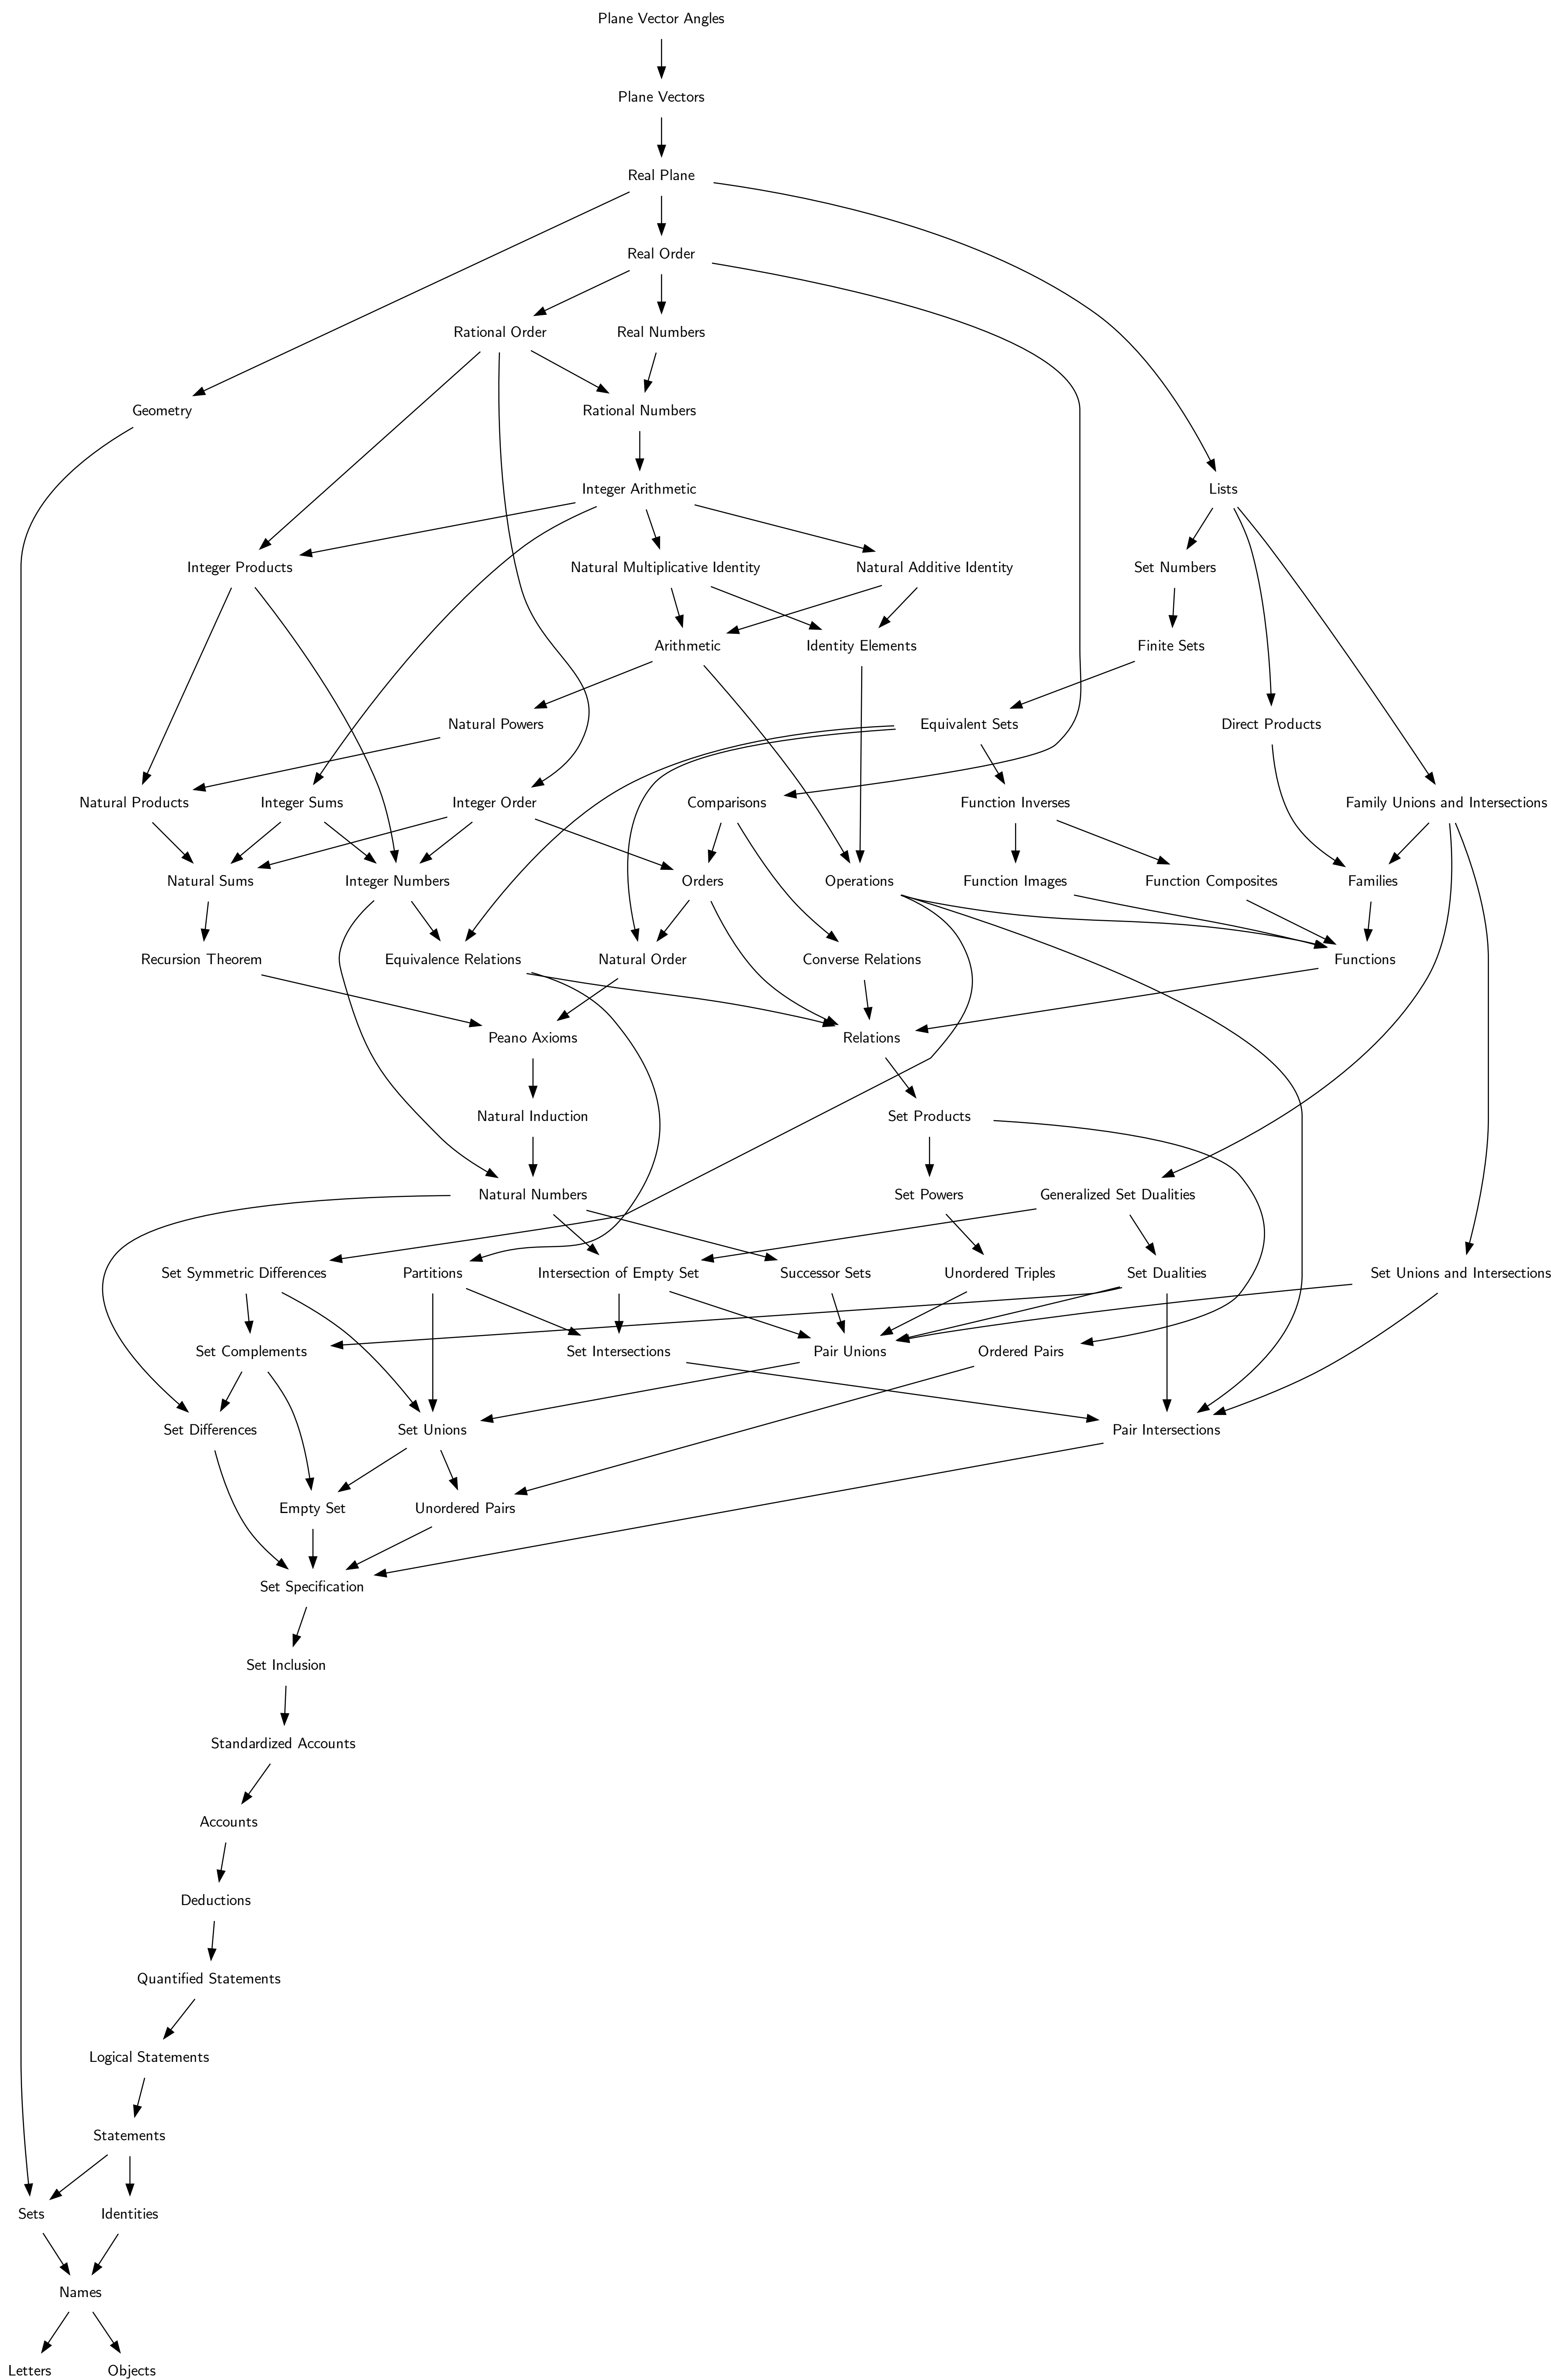 Plane Vector Angles
Plane Vectors
Real Plane
Real Order
Rational Order
Real Numbers
Geometry
Rational Numbers
Integer Arithmetic
Lists
Integer Products
Natural Multiplicative Identity
Natural Additive Identity
Set Numbers
Arithmetic
Identity Elements
Finite Sets
Natural Powers
Equivalent Sets
Direct Products
Natural Products
Integer Sums
Integer Order
Comparisons
Function Inverses
Family Unions and Intersections
Natural Sums
Integer Numbers
Orders
Operations
Function Images
Function Composites
Families
Recursion Theorem
Equivalence Relations
Natural Order
Converse Relations
Functions
Peano Axioms
Relations
Natural Induction
Set Products
Natural Numbers
Set Powers
Generalized Set Dualities
Set Symmetric Differences
Partitions
Intersection of Empty Set
Successor Sets
Unordered Triples
Set Dualities
Set Unions and Intersections
Set Complements
Set Intersections
Pair Unions
Ordered Pairs
Set Differences
Set Unions
Pair Intersections
Empty Set
Unordered Pairs
Set Specification
Set Inclusion
Standardized Accounts
Accounts
Deductions
Quantified Statements
Logical Statements
Statements
Sets
Identities
Names
Letters
Objects